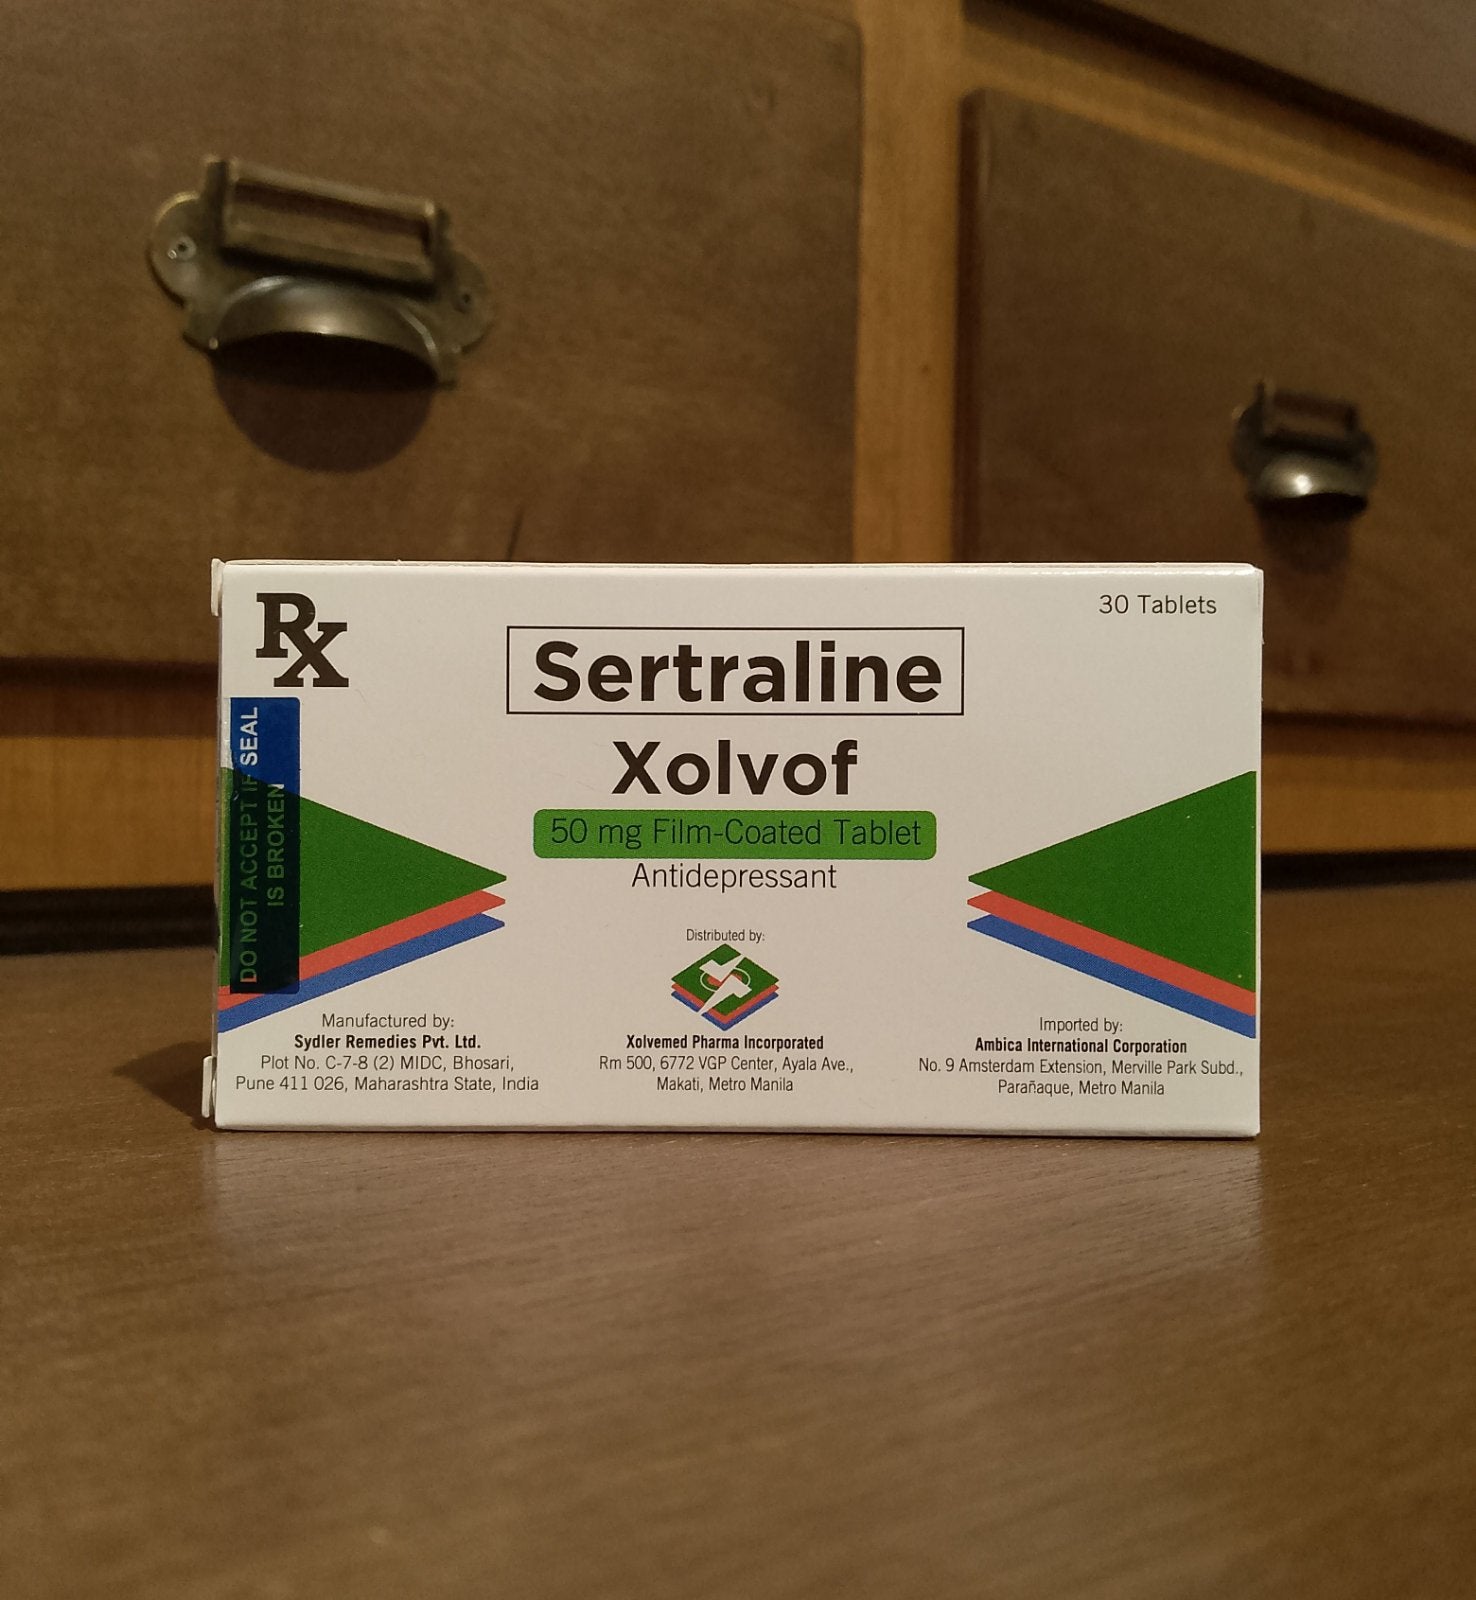 Rx
30 Tablets
Sertraline
Xolvof
50 mg Film-Coated Tablet
Antidepressant
DO NOT ACCEPT IF SEAL
IS BROKEN
Distributed by:
Xolvemed Pharma Incorporated
Rm 500, 6772 VGP Center, Ayala Ave.,
Makati, Metro Manila
Manufactured by:
Sydler Remedies Pvt. Ltd.
Plot No. C-7-8 (2) MIDC, Bhosari,
Pune 411 026, Maharashtra State, India
Imported by:
Ambica International Corporation
No. 9 Amsterdam Extension, Merville Park Subd.,
Parañaque, Metro Manila